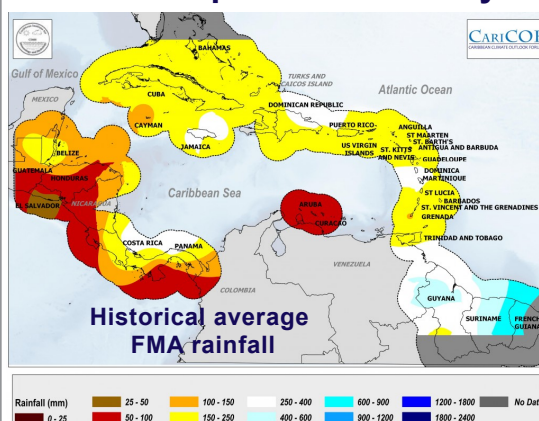 CARICOF
CARIBBEAN CLIMATE OUTLOOK FORUM
BAHAMAS
Gulf of Mexico
TURKS AND
CAICOS ISLAND
Atlantic Ocean
MEXICO
CUBA
DOMINICAN REPUBLIC
CAYMAN
PUERTO RICO
ANGUILLA
ST MAARTEN
ST. BARTH'S
JAMAICA
US VIRGIN
ISLANDS
ST. KITTS
AND NEVIS
ANTIGUA AND BARBUDA
BELIZE
GUADELOUPE
GUATEMALA
DOMINICA
HONDURAS
MARTINIQUE
Caribbean Sea
ST LUCIA
EL SALVADOR
NICARAGUA
ARUBA
BARBADOS
ST. VINCENT AND THE GRENADINES
GRENADA
CURACAO
TRINIDAD AND TOBAGO
COSTA RICA
PANAMA
VENEZUELA
COLOMBIA
GUYANA
SURINAME
FRENCH
GUIANA
Historical average
FMA rainfall
Rainfall (mm)
25 - 50
100 - 150
250 - 400
600 - 900
1200 - 1800
No Dat
0 - 25
50 - 100
150 - 250
400 - 600
900 - 1200
1800 - 2400